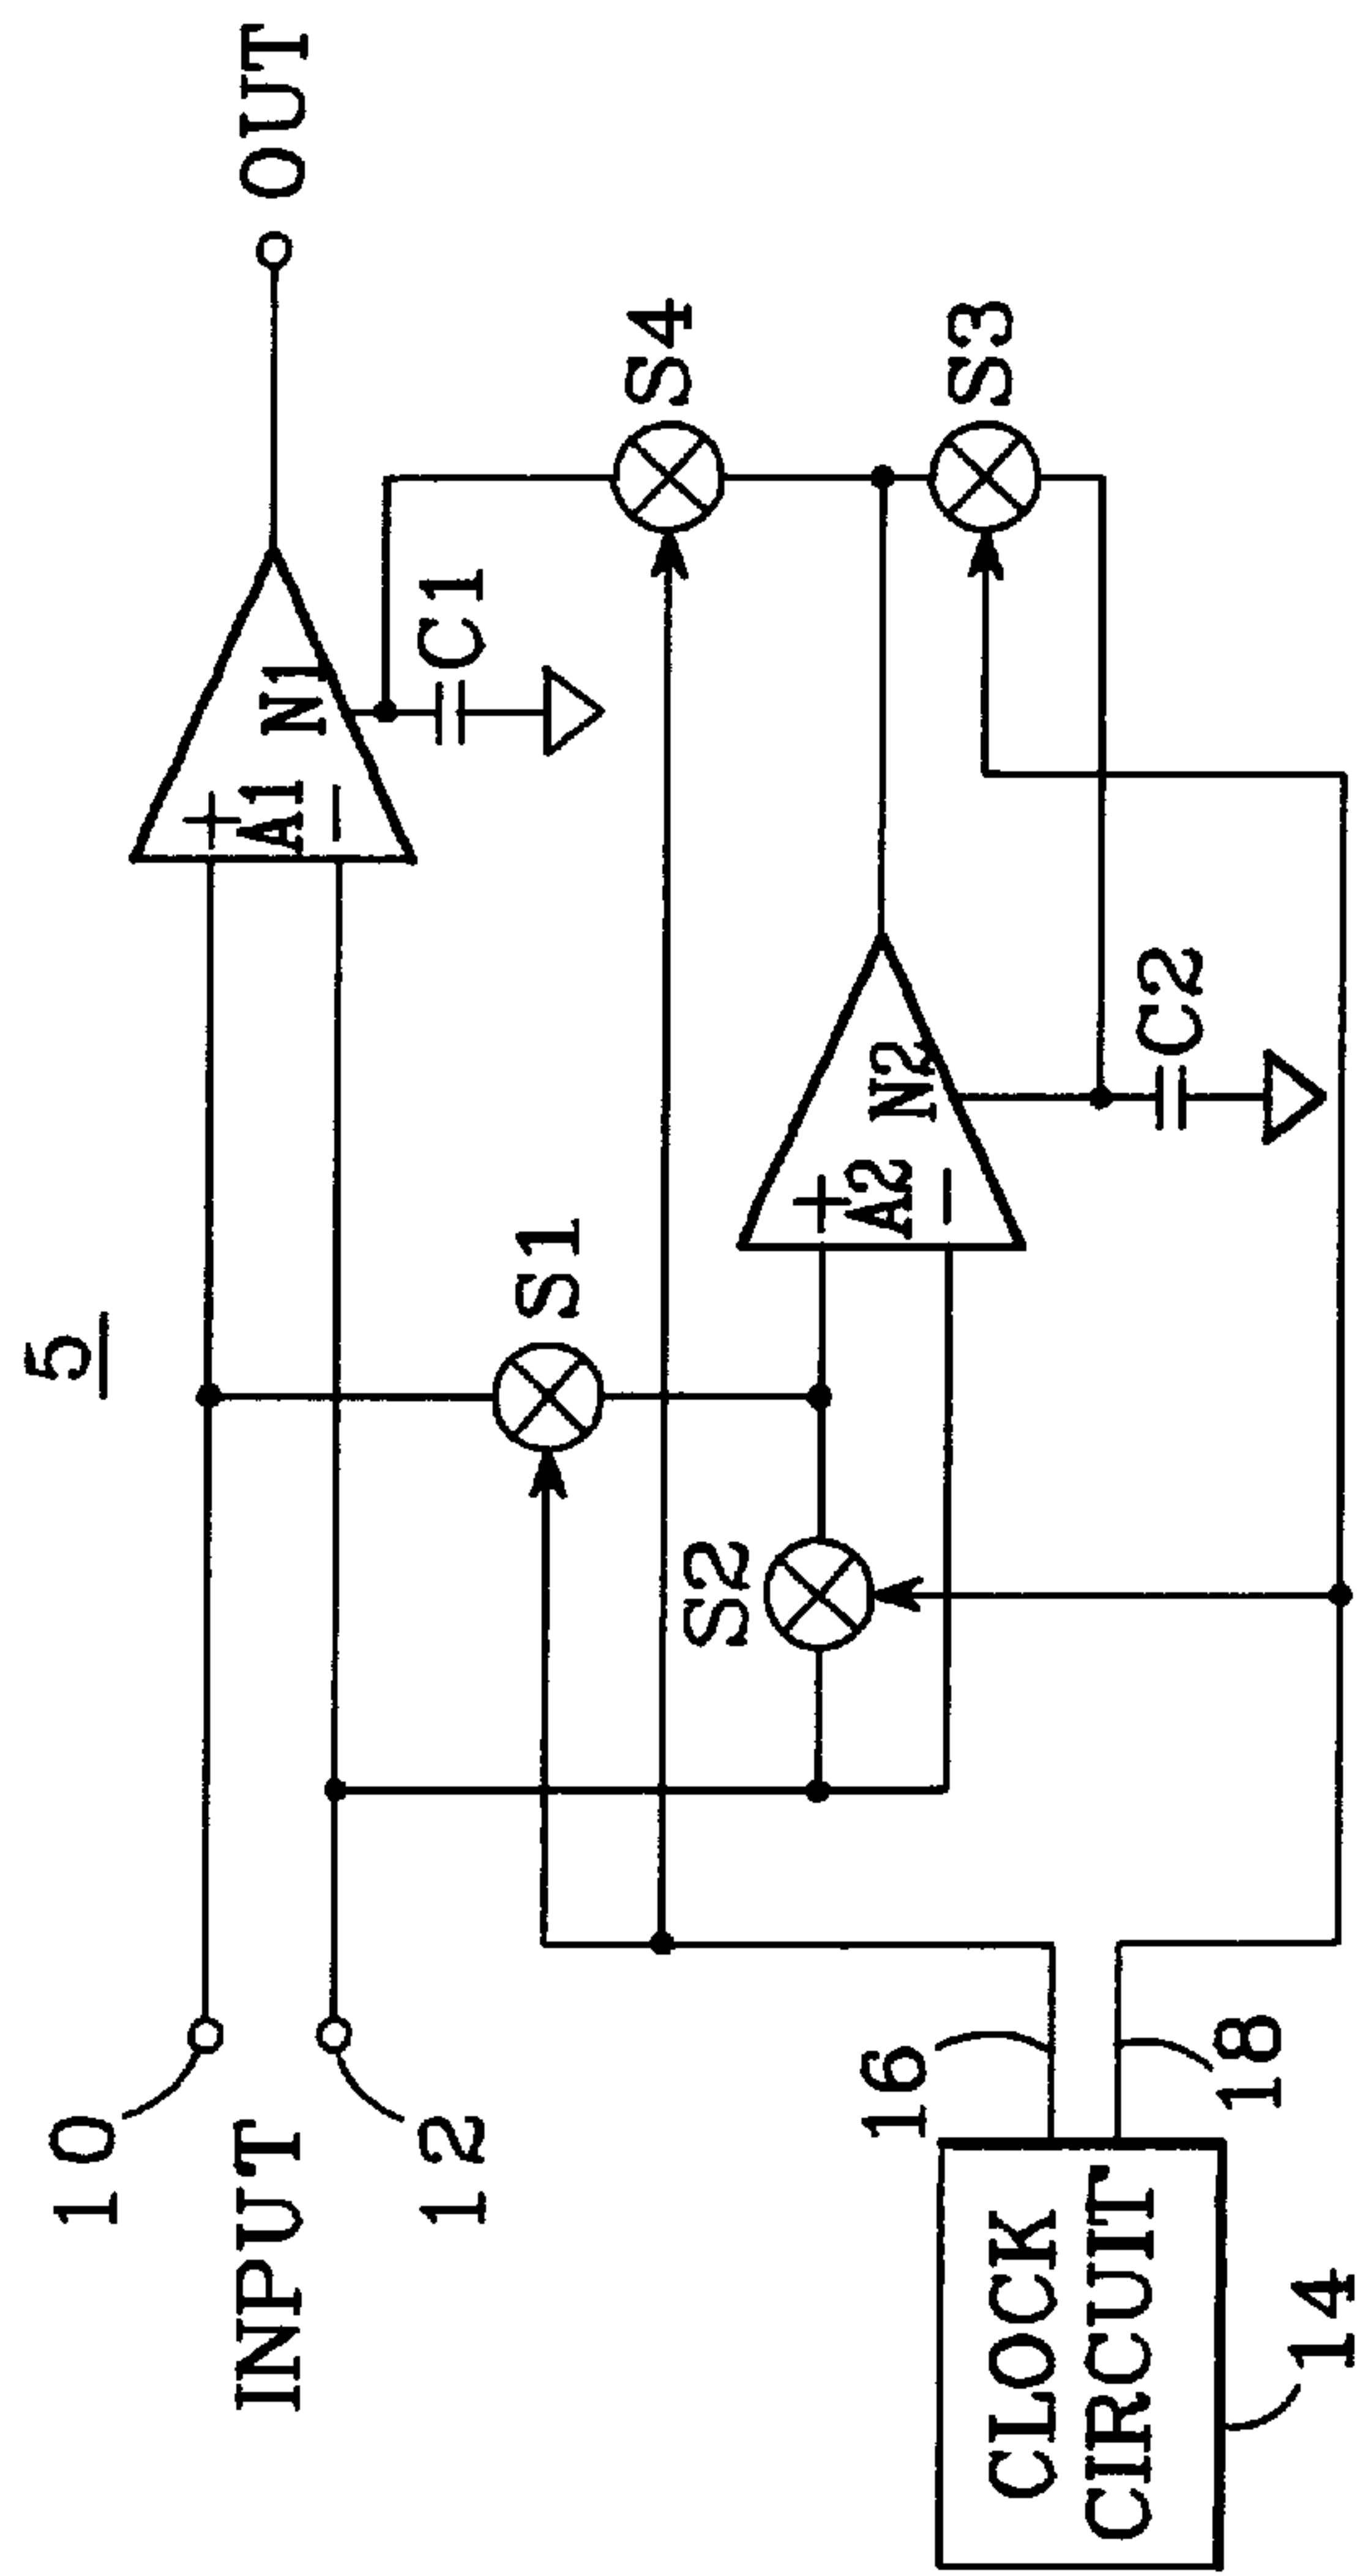 5
10
INPUT
12
+
A1
−
N1
OUT
C1
S1
S4
S2
+
A2
−
N2
S3
C2
16
18
CLOCK
CIRCUIT
14